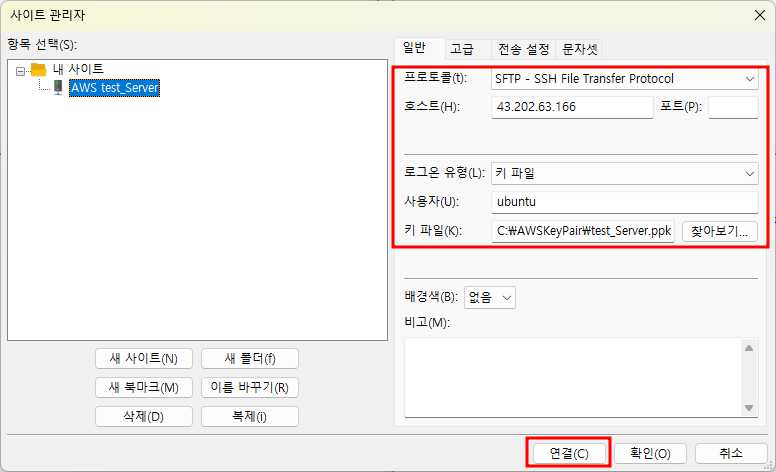 사이트 관리자
항목 선택(S):
내 사이트
AWS test_Server
새 사이트(N)
새 폴더(f)
새 북마크(M)
이름 바꾸기(R)
삭제(D)
복제(i)
일반
고급
전송 설정
문자셋
프로토콜(t):
SFTP - SSH File Transfer Protocol
호스트(H):
43.202.63.166
포트(P):
로그온 유형(L):
키 파일
사용자(U):
ubuntu
키 파일(K):
C:₩AWSKeyPair₩test_Server.ppk
찾아보기...
배경색(B):
없음
비고(M):
연결(C)
확인(O)
취소